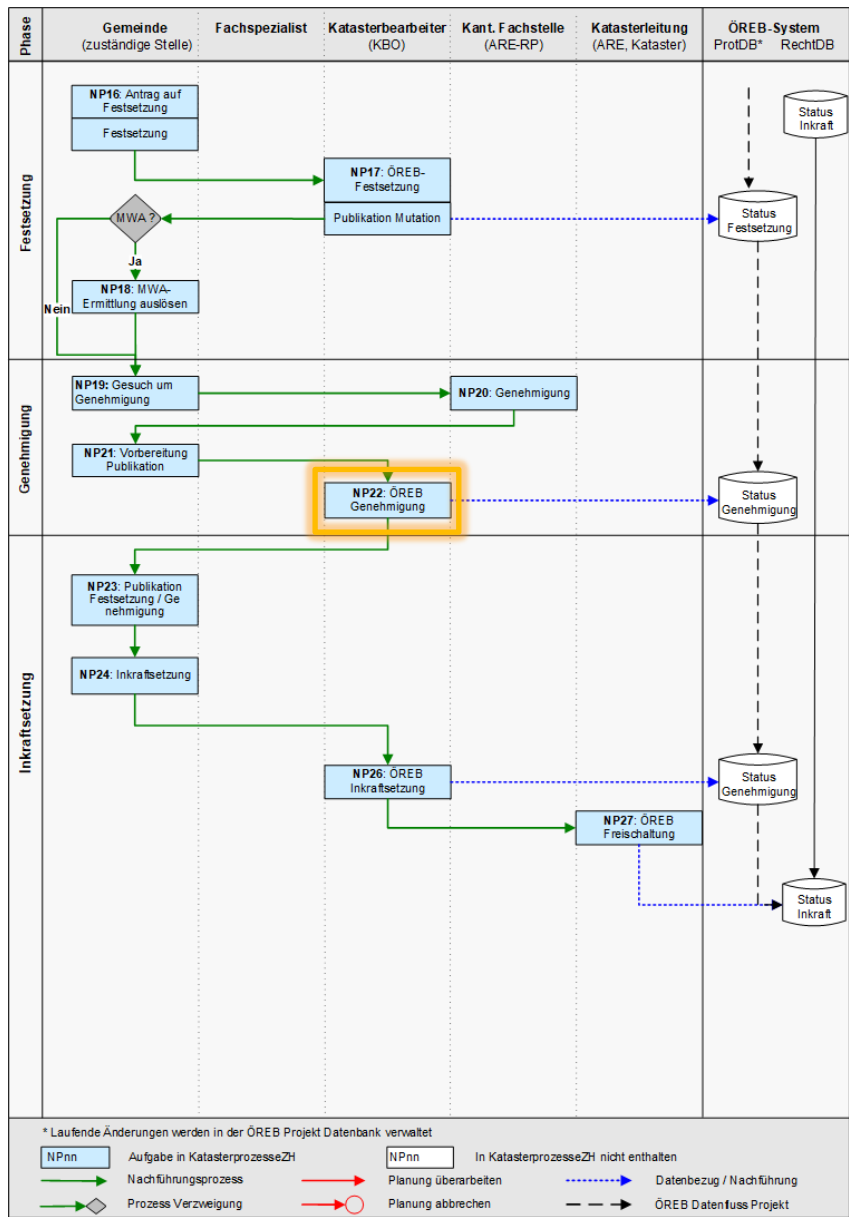 Phase
Gemeinde
(zuständige Stelle)
Fachspezialist
Katasterbearbeiter
(KBO)
Kant. Fachstelle
(ARE-RP)
Katasterleitung
(ARE, Kataster)
ÖREB-System
ProtDB* RechtDB
Festsetzung
NP16: Antrag auf
Festsetzung
Festsetzung
Status
Inkraft
NP17: ÖREB-
Festsetzung
Publikation Mutation
MWA ?
Status
Festsetzung
Ja
Nein
NP18: MWA-
Ermittlung auslösen
Genehmigung
NP19: Gesuch um
Genehmigung
NP20: Genehmigung
NP21: Vorbereitung
Publikation
NP22: ÖREB
Genehmigung
Status
Genehmigung
Inkraftsetzung
NP23: Publikation
Festsetzung / Ge
nehmigung
NP24: Inkraftsetzung
NP26: ÖREB
Inkraftsetzung
Status
Genehmigung
NP27: ÖREB
Freischaltung
Status
Inkraft
* Laufende Änderungen werden in der ÖREB Projekt Datenbank verwaltet
NPnn Aufgabe in KatasterprozesseZH NPnn In KatasterprozesseZH nicht enthalten
Nachführungsprozess Planung überarbeiten Datenbezug / Nachführung
Prozess Verzweigung Planung abbrechen ÖREB Datenfluss Projekt